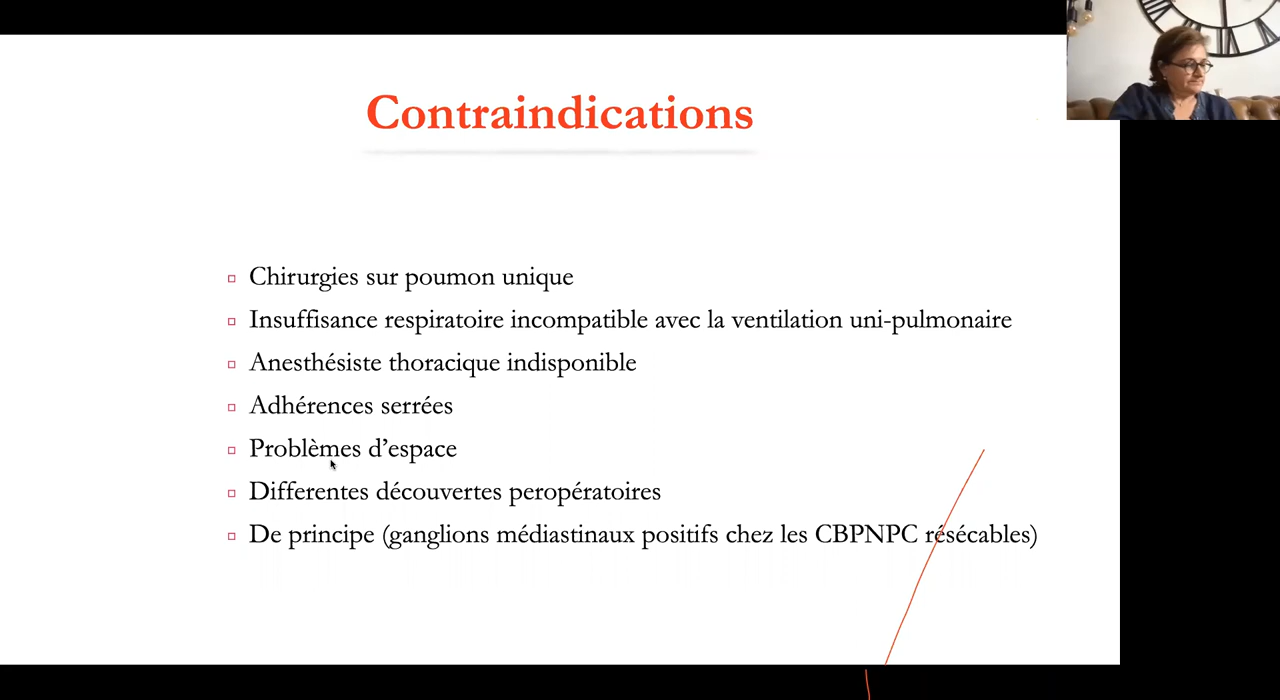 Contraindications
Chirurgies sur poumon unique
Insuffisance respiratoire incompatible avec la ventilation uni-pulmonaire
Anesthésiste thoracique indisponible
Adhérences serrées
Problèmes d’espace
Differentes découvertes peropératoires
De principe (ganglions médiastinaux positifs chez les CBPNPC résécables)